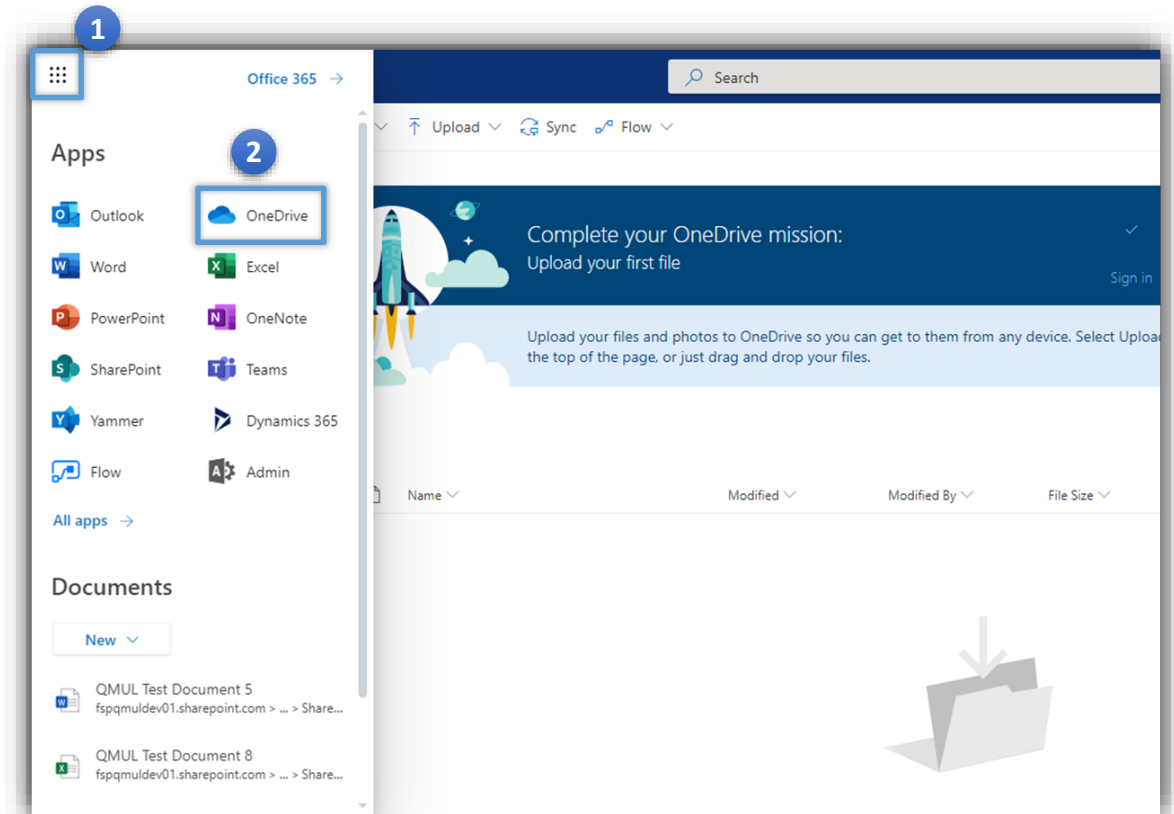 1
Office 365
Search
Upload
Sync
Flow
Apps
2
Outlook
OneDrive
Word
Excel
PowerPoint
OneNote
SharePoint
Teams
Yammer
Dynamics 365
Flow
Admin
All apps
Documents
New
QMUL Test Document 5
fspqmuldev01.sharepoint.com > ... > Share...
QMUL Test Document 8
fspqmuldev01.sharepoint.com > ... > Share...
Complete your OneDrive mission:
Upload your first file
Sign in
Upload your files and photos to OneDrive so you can get to them from any device. Select Uploa
the top of the page, or just drag and drop your files.
Name
Modified
Modified By
File Size